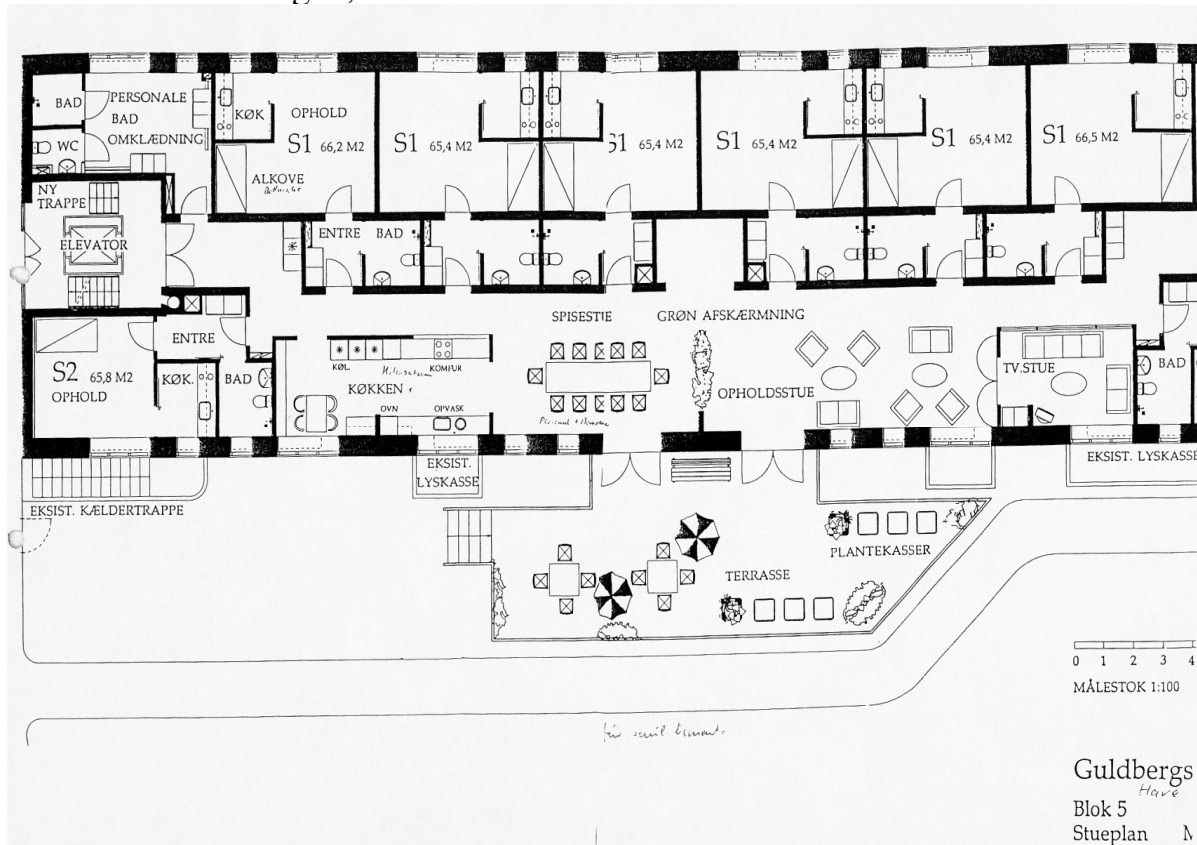 BAD
PERSONALE
BAD
OMKLÆDNING
WC
KØK
OPHOLD
S1 66,2 M2
ALKOVE
S1 65,4 M2
S1 65,4 M2
S1 65,4 M2
S1 65,4 M2
S1 66,5 M2
NY
TRAPPE
ELEVATOR
ENTRE
BAD
ENTRE
S2 65,8 M2
OPHOLD
KØK.
BAD
KØL.
KOMFUR
KØKKEN
OVN
OPVASK
SPISESTUE
GRØN AFSKÆRMNING
OPHOLDSSTUE
TV.STUE
BAD
EKSIST.
LYSKASSE
EKSIST. LYSKASSE
EKSIST. KÆLDERTRAPPE
PLANTEKASSER
TERRASSE
0 1 2 3 4
MÅLESTOK 1:100
Guldbergs
Have
Blok 5
Stueplan